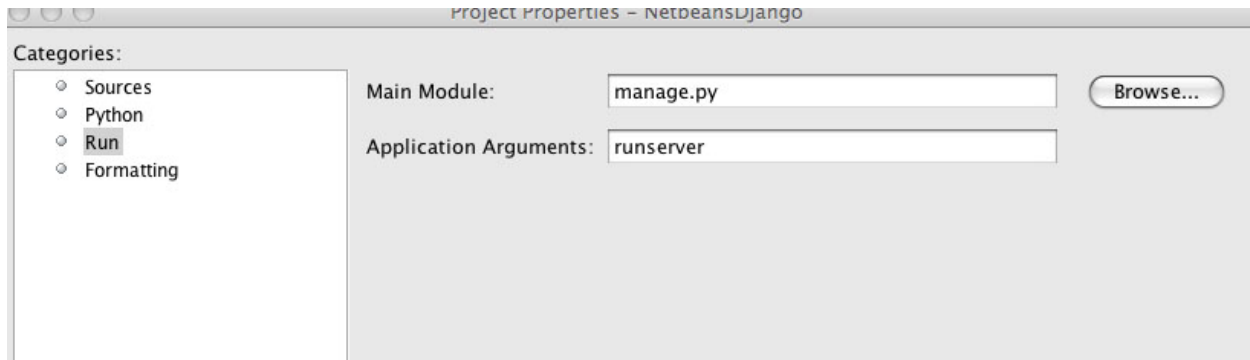 Project Properties – NetbeansDjango
Categories:
Sources
Python
Run
Formatting
Main Module:
manage.py
Browse...
Application Arguments:
runserver